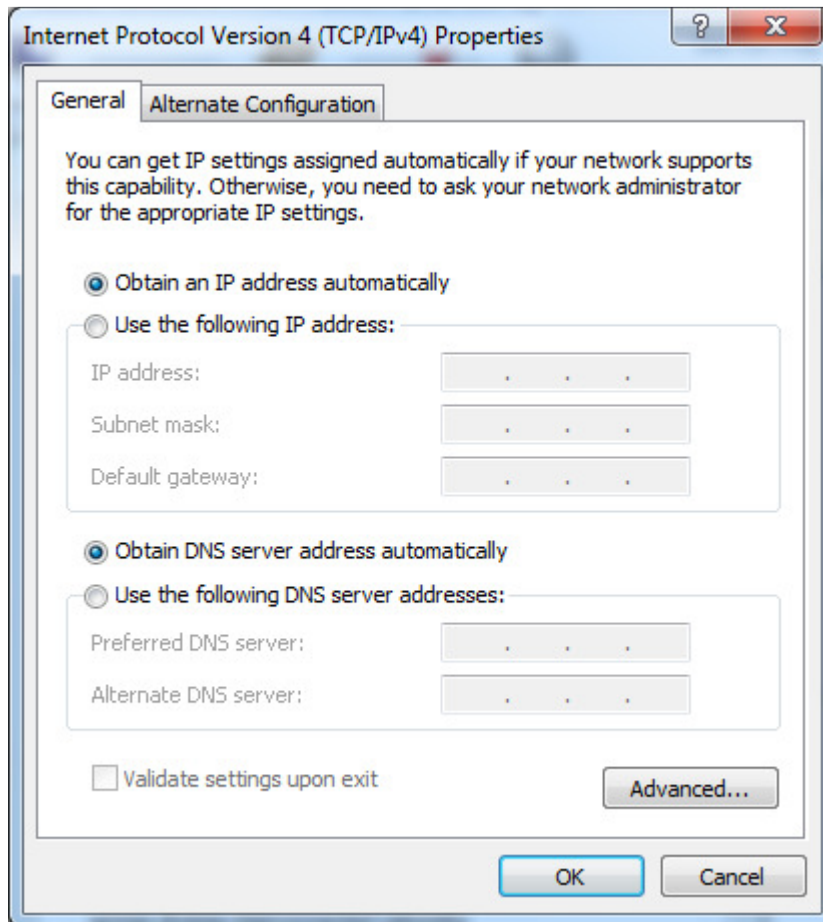 Internet Protocol Version 4 (TCP/IPv4) Properties
?
X
General
Alternate Configuration
You can get IP settings assigned automatically if your network supports
this capability. Otherwise, you need to ask your network administrator
for the appropriate IP settings.
Obtain an IP address automatically
Use the following IP address:
IP address: . . .
Subnet mask: . . .
Default gateway: . . .
Obtain DNS server address automatically
Use the following DNS server addresses:
Preferred DNS server: . . .
Alternate DNS server: . . .
Validate settings upon exit
Advanced...
OK
Cancel